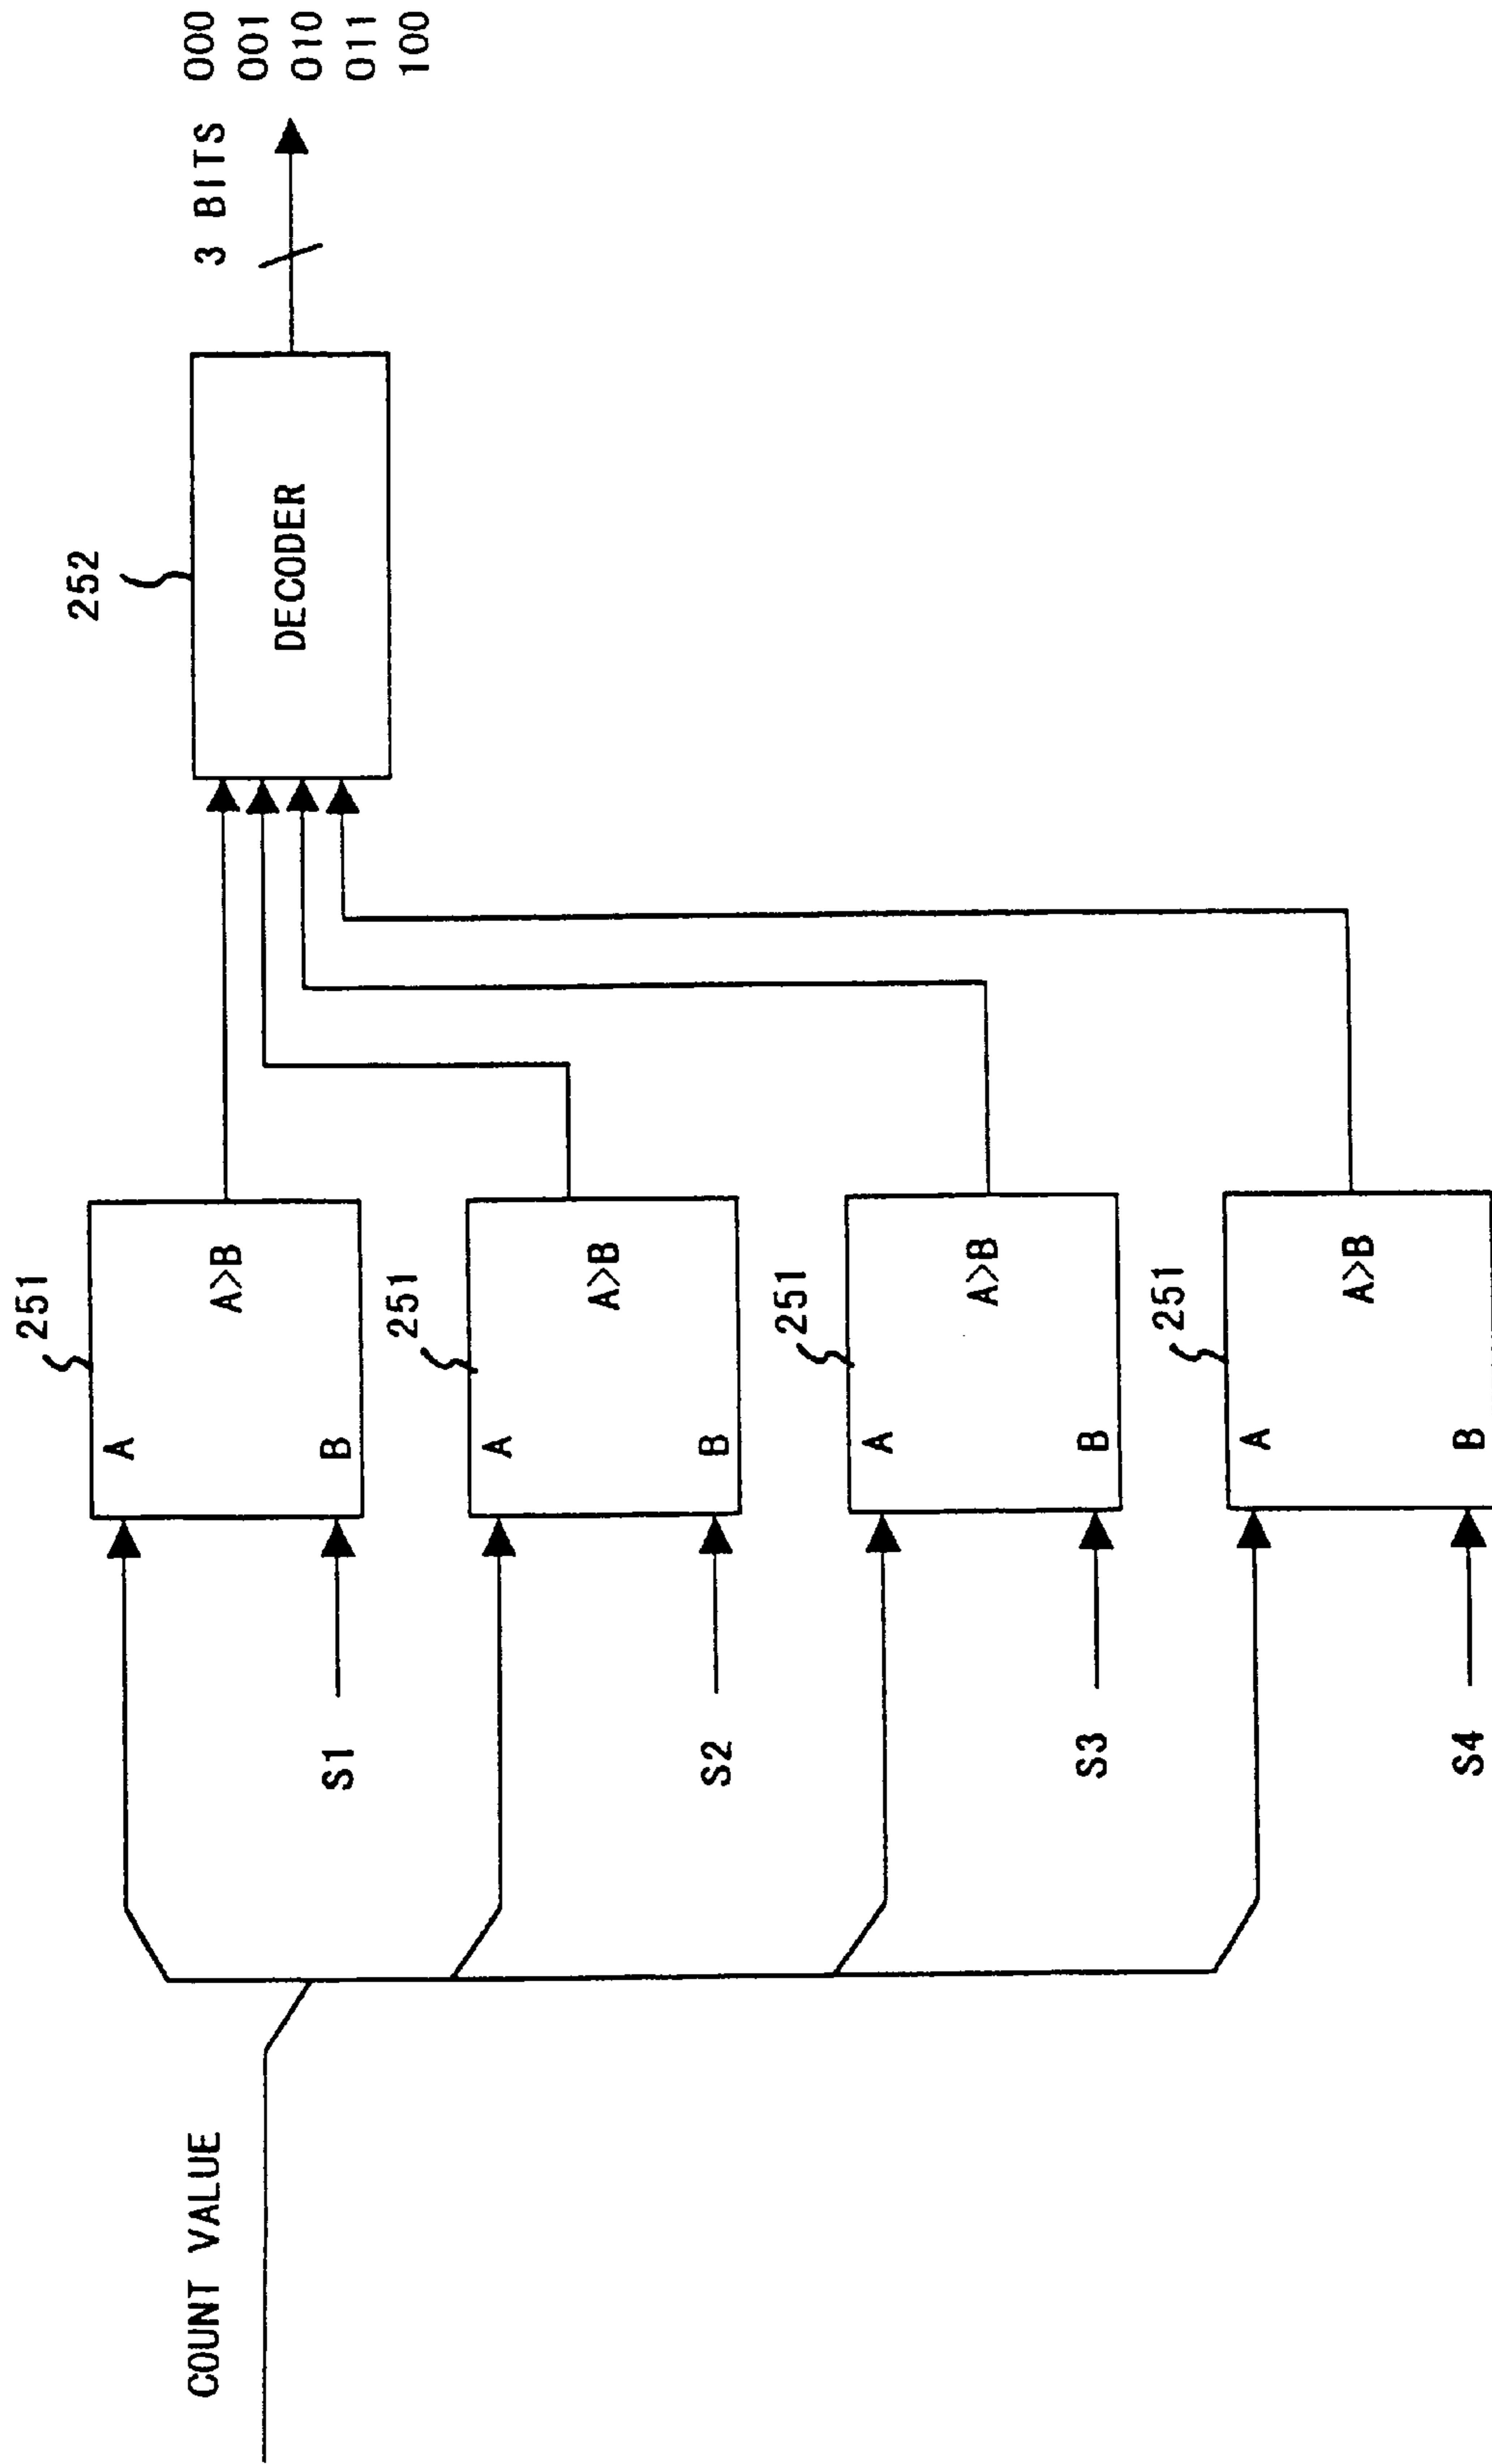 COUNT VALUE
S1
S2
S3
S4
251
A
B
A>B
251
A
B
A>B
251
A
B
A>B
251
A
B
A>B
252
DECODER
3 BITS 000
001
010
011
100